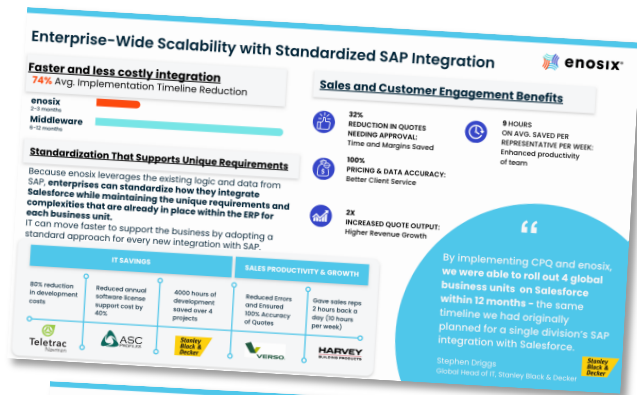 Enterprise-Wide Scalability with Standardized SAP Integration
enosix
Faster and less costly integration
74% Avg. Implementation Timeline Reduction
enosix
2-3 months
Middleware
6-12 months
Standardization That Supports Unique Requirements
Because enosix leverages the existing logic and data from
SAP, enterprises can standardize how they integrate
Salesforce while maintaining the unique requirements and
complexities that are already in place within the ERP for
each business unit.
IT can move faster to support the business by adopting a
standard approach for every new integration with SAP.
Sales and Customer Engagement Benefits
32%
REDUCTION IN QUOTES
NEEDING APPROVAL:
Time and Margins Saved
9 HOURS
ON AVG. SAVED PER
REPRESENTATIVE PER WEEK:
Enhanced productivity
of team
100%
PRICING & DATA ACCURACY:
Better Client Service
2X
INCREASED QUOTE OUTPUT:
Higher Revenue Growth
IT SAVINGS
SALES PRODUCTIVITY & GROWTH
80% reduction
in development
costs
Reduced annual
software license
support cost by
40%
4000 hours of
development
saved over 4
projects
Reduced Errors
and Ensured
100% Accuracy
of Quotes
Gave sales reps
2 hours back a
day (10 hours
per week)
Teletrac
Navman
ASC
PROFILES
Stanley
Black &
Decker
VERSO
HARVEY
BUILDING PRODUCTS
“
By implementing CPQ and enosix,
we were able to roll out 4 global
business units on Salesforce
within 12 months – the same
timeline we had originally
planned for a single division's SAP
integration with Salesforce.
Stephen Driggs
Global Head of IT, Stanley Black & Decker
Stanley
Black &
Decker